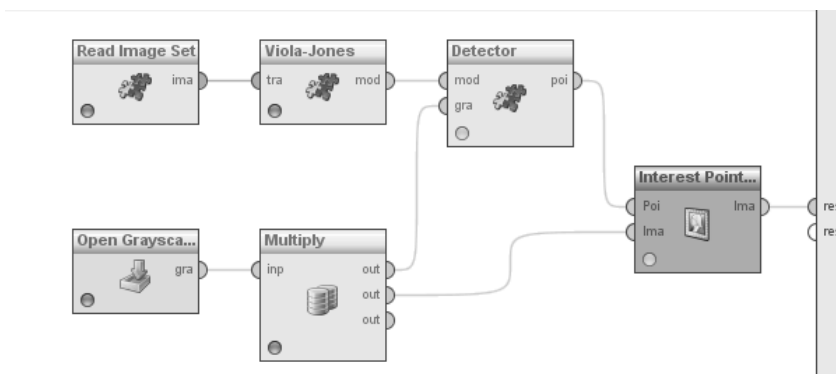 Read Image Set
ima
Viola-Jones
tra
mod
Detector
mod
poi
gra
Interest Point...
Poi
Ima
Ima
res
res
Open Graysca...
gra
Multiply
inp
out
out
out